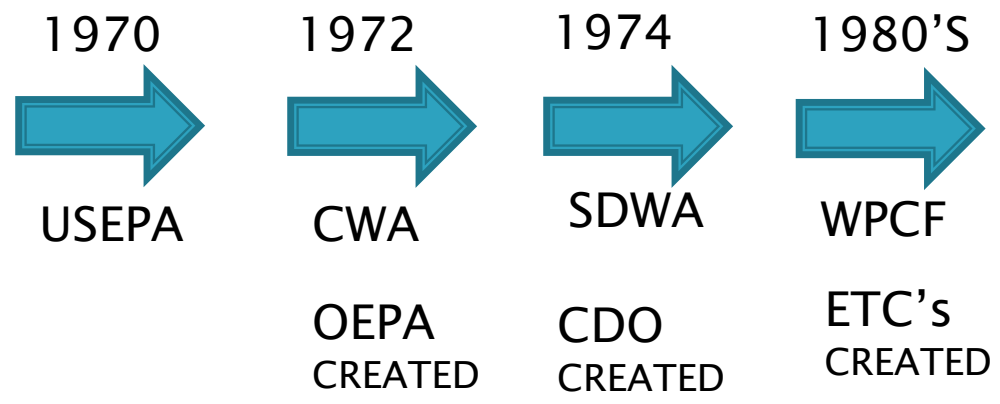 1970
USEPA
1972
CWA
OEPA
CREATED
1974
SDWA
CDO
CREATED
1980'S
WPCF
ETC’s
CREATED